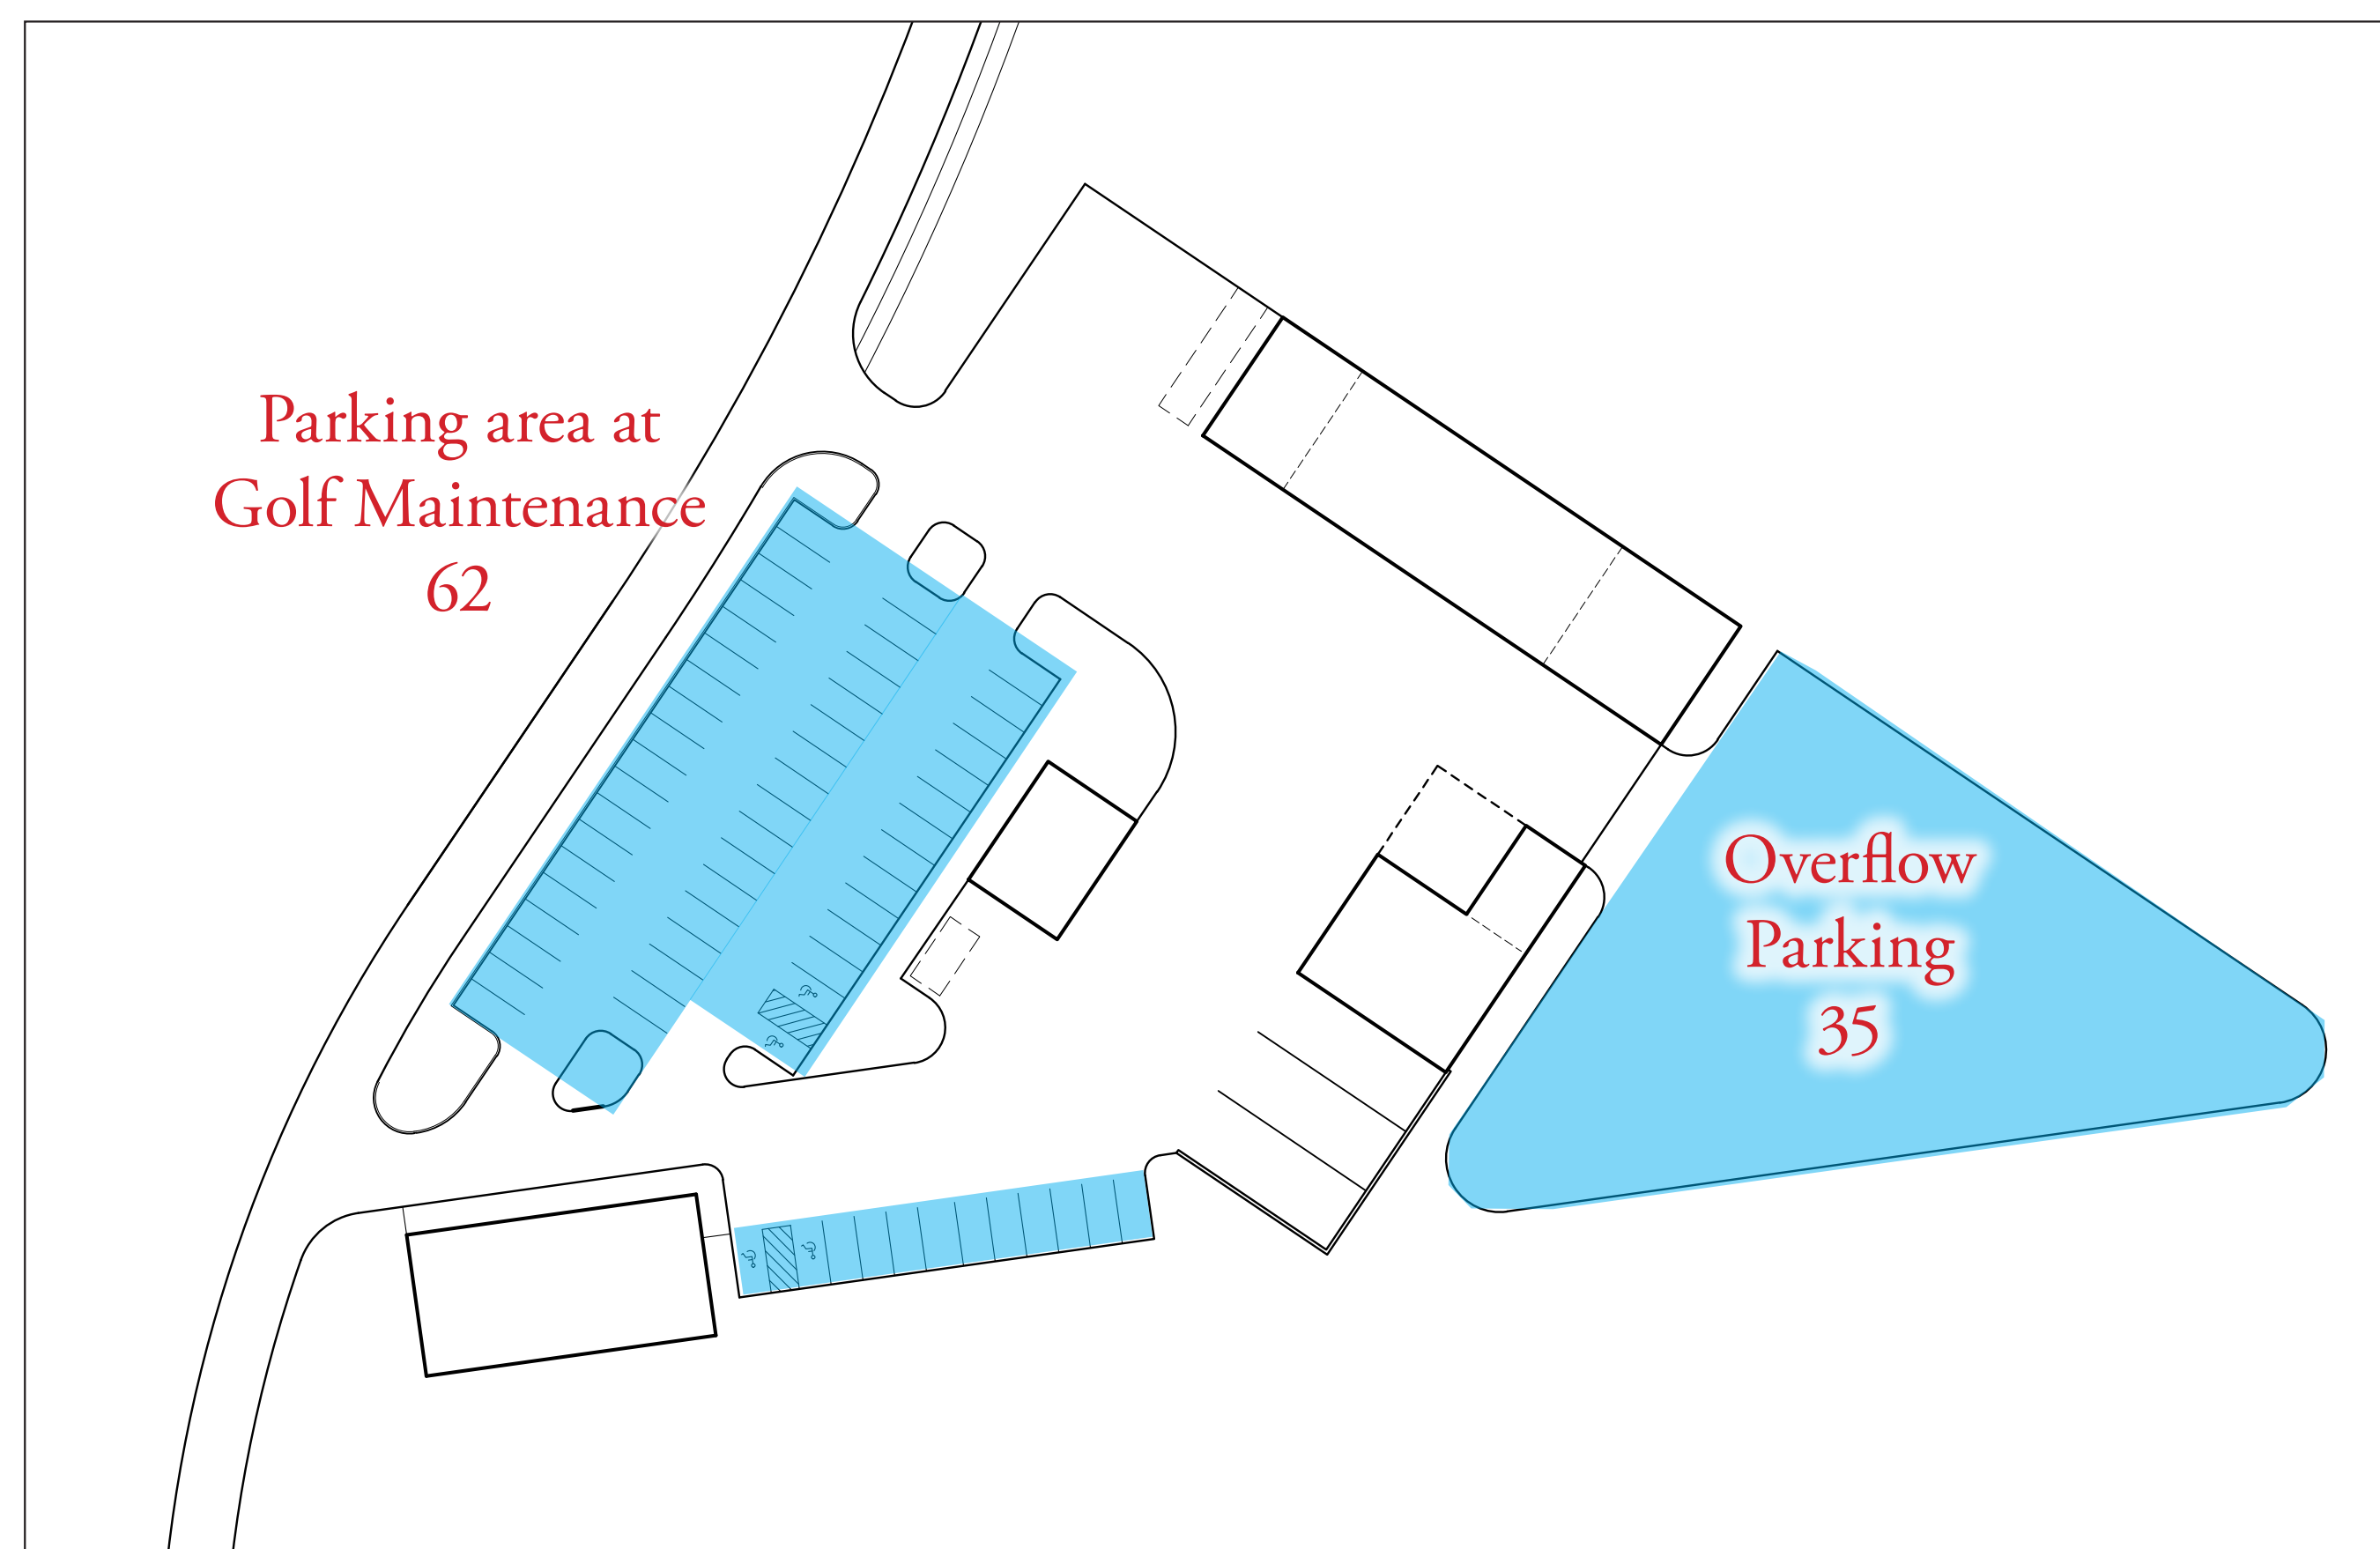 Parking area at
Golf Maintenance
62
Overflow
Parking
35